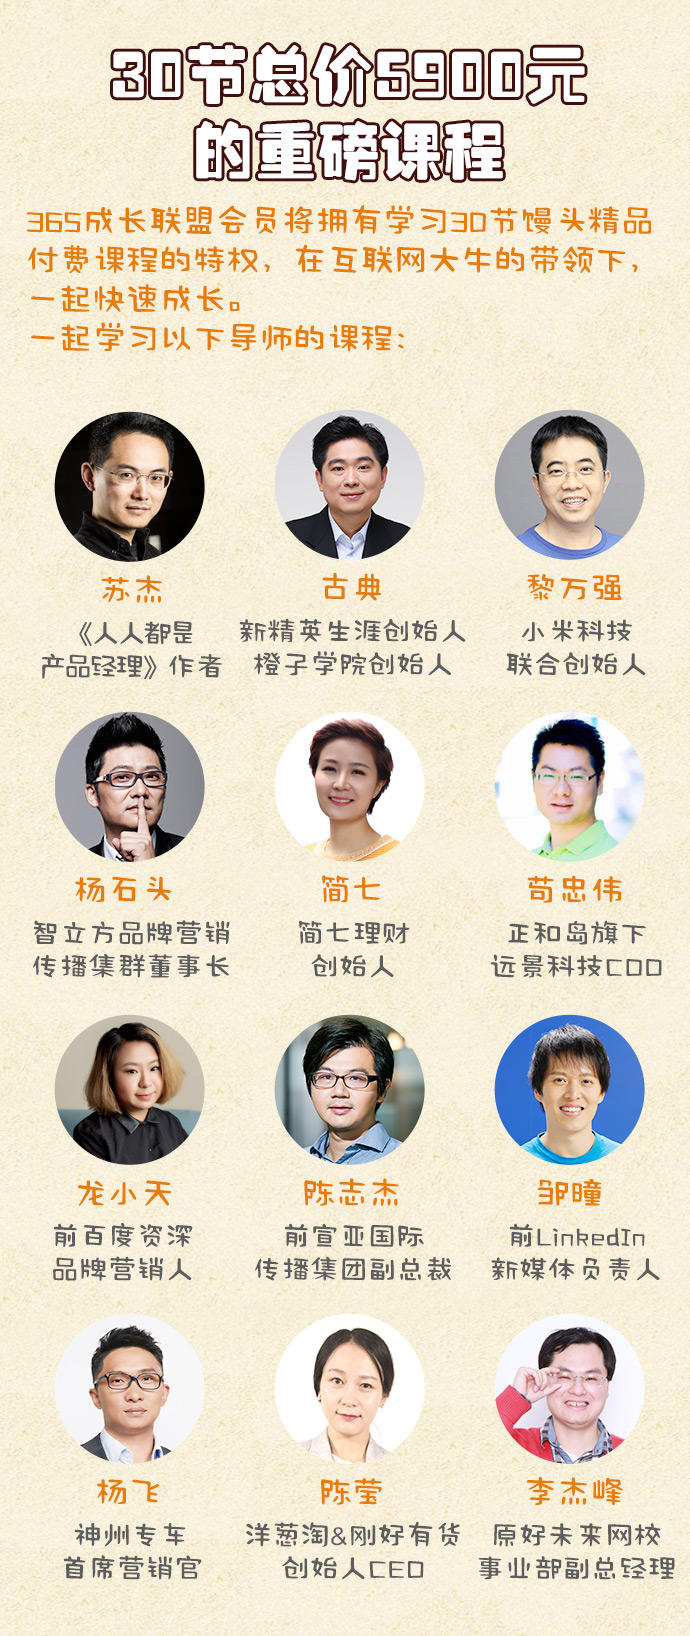 30节总价5900元
的重磅课程
365成长联盟会员将拥有学习30节馒头精品
付费课程的特权，在互联网大牛的带领下，
一起快速成长。
一起学习以下导师的课程：
苏杰
古典
黎万强
《人人都是
产品经理》作者
新精英生涯创始人
橙子学院创始人
小米科技
联合创始人
杨石头
简七
苟忠伟
智立方品牌营销
传播集群董事长
简七理财
创始人
正和岛旗下
远景科技COO
龙小天
陈志杰
邹瞳
前百度资深
品牌营销人
前宣亚国际
传播集团副总裁
前LinkedIn
新媒体负责人
杨飞
陈莹
李杰峰
神州专车
首席营销官
洋葱淘&刚好有货
创始人CEO
原好未来网校
事业部副总经理